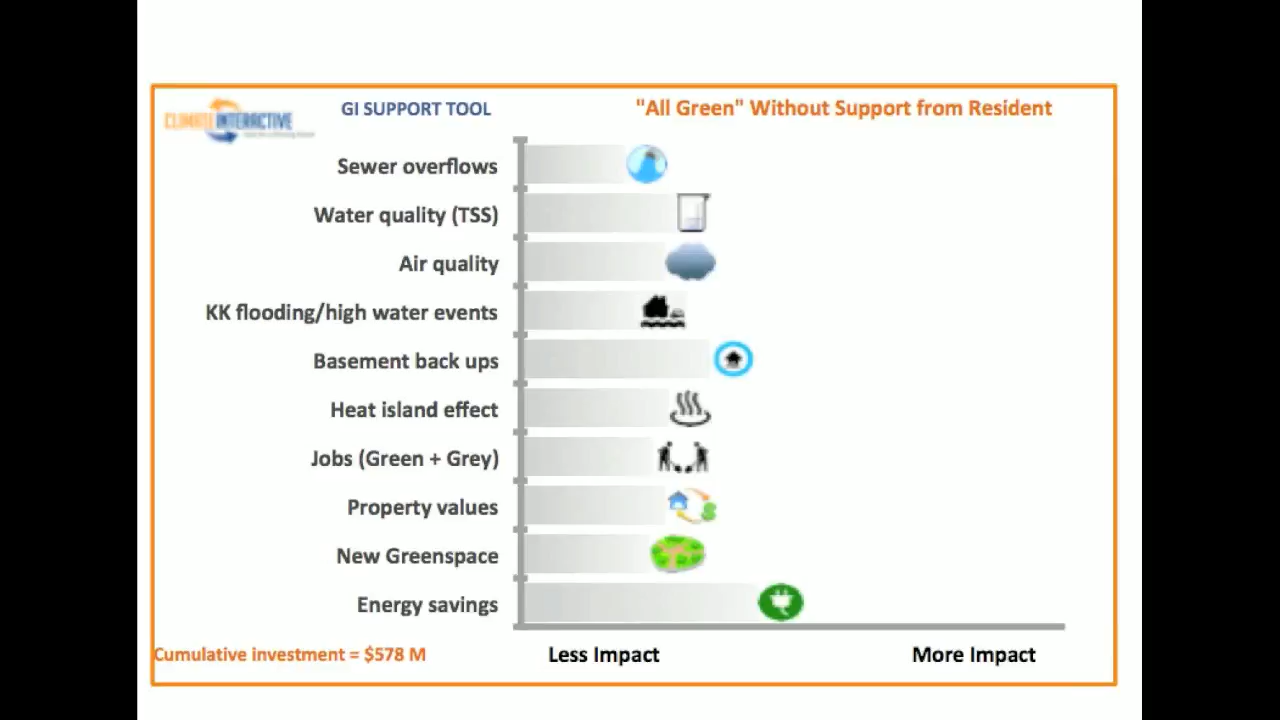 CLIMATE INTERACTIVE
GI SUPPORT TOOL
"All Green" Without Support from Resident
Sewer overflows
Water quality (TSS)
Air quality
KK flooding/high water events
Basement back ups
Heat island effect
Jobs (Green + Grey)
Property values
New Greenspace
Energy savings
Cumulative investment = $578 M
Less Impact
More Impact